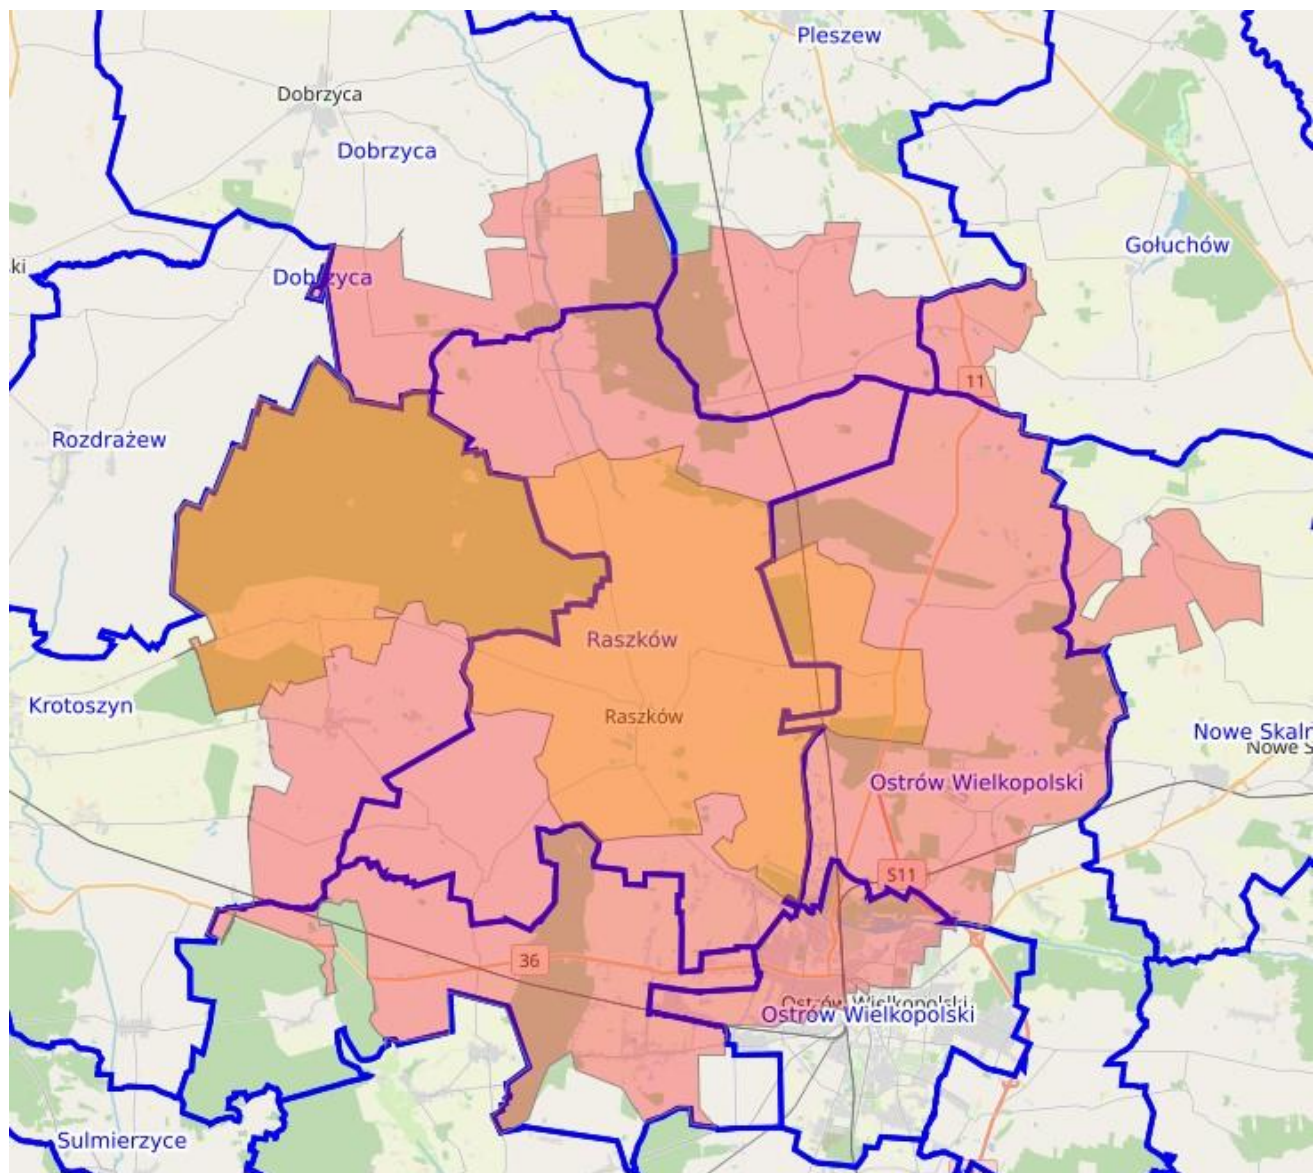 Pleszew
Dobrzyca
Dobrzyca
Gołuchów
ki
Dobrzyca
11
Rozdrażew
Raszków
Krotoszyn
Raszków
Nowe Skalm
Nowe S
Ostrów Wielkopolski
S11
36
Ostrów Wielkopolski
Ostrów Wielkopolski
Sulmierzyce